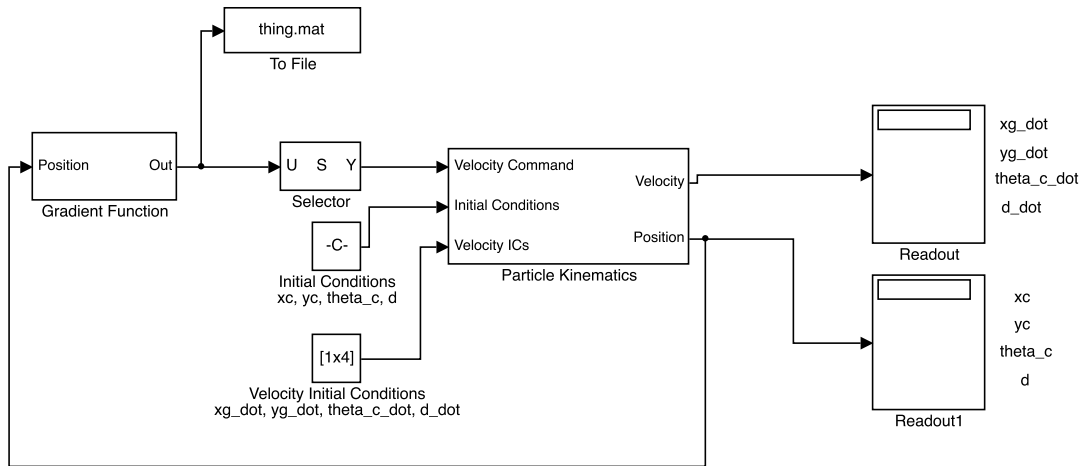 thing.mat
To File
Position
Out
Gradient Function
U S Y
Selector
-C-
Initial Conditions
xc, yc, theta_c, d
[1x4]
Velocity Initial Conditions
xg_dot, yg_dot, theta_c_dot, d_dot
Velocity Command
Initial Conditions
Velocity ICs
Velocity
Position
Particle Kinematics
xg_dot
yg_dot
theta_c_dot
d_dot
Readout
xc
yc
theta_c
d
Readout1